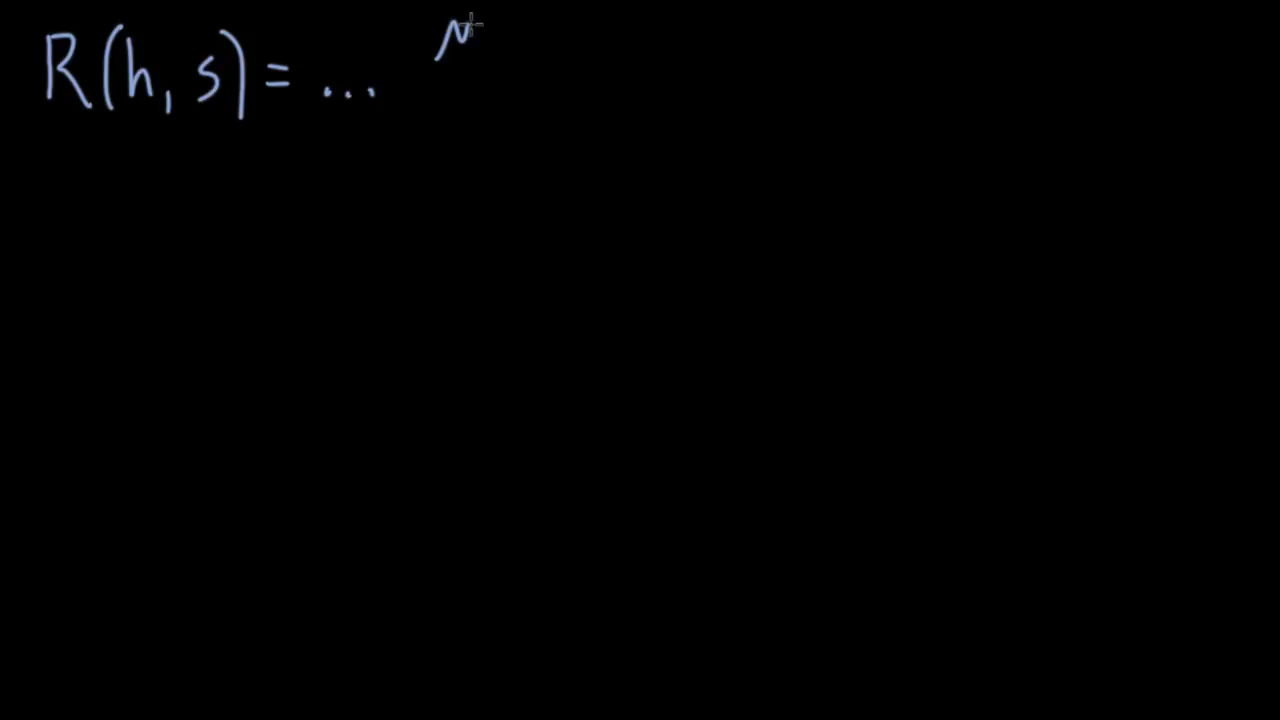 R(h, s) = ...